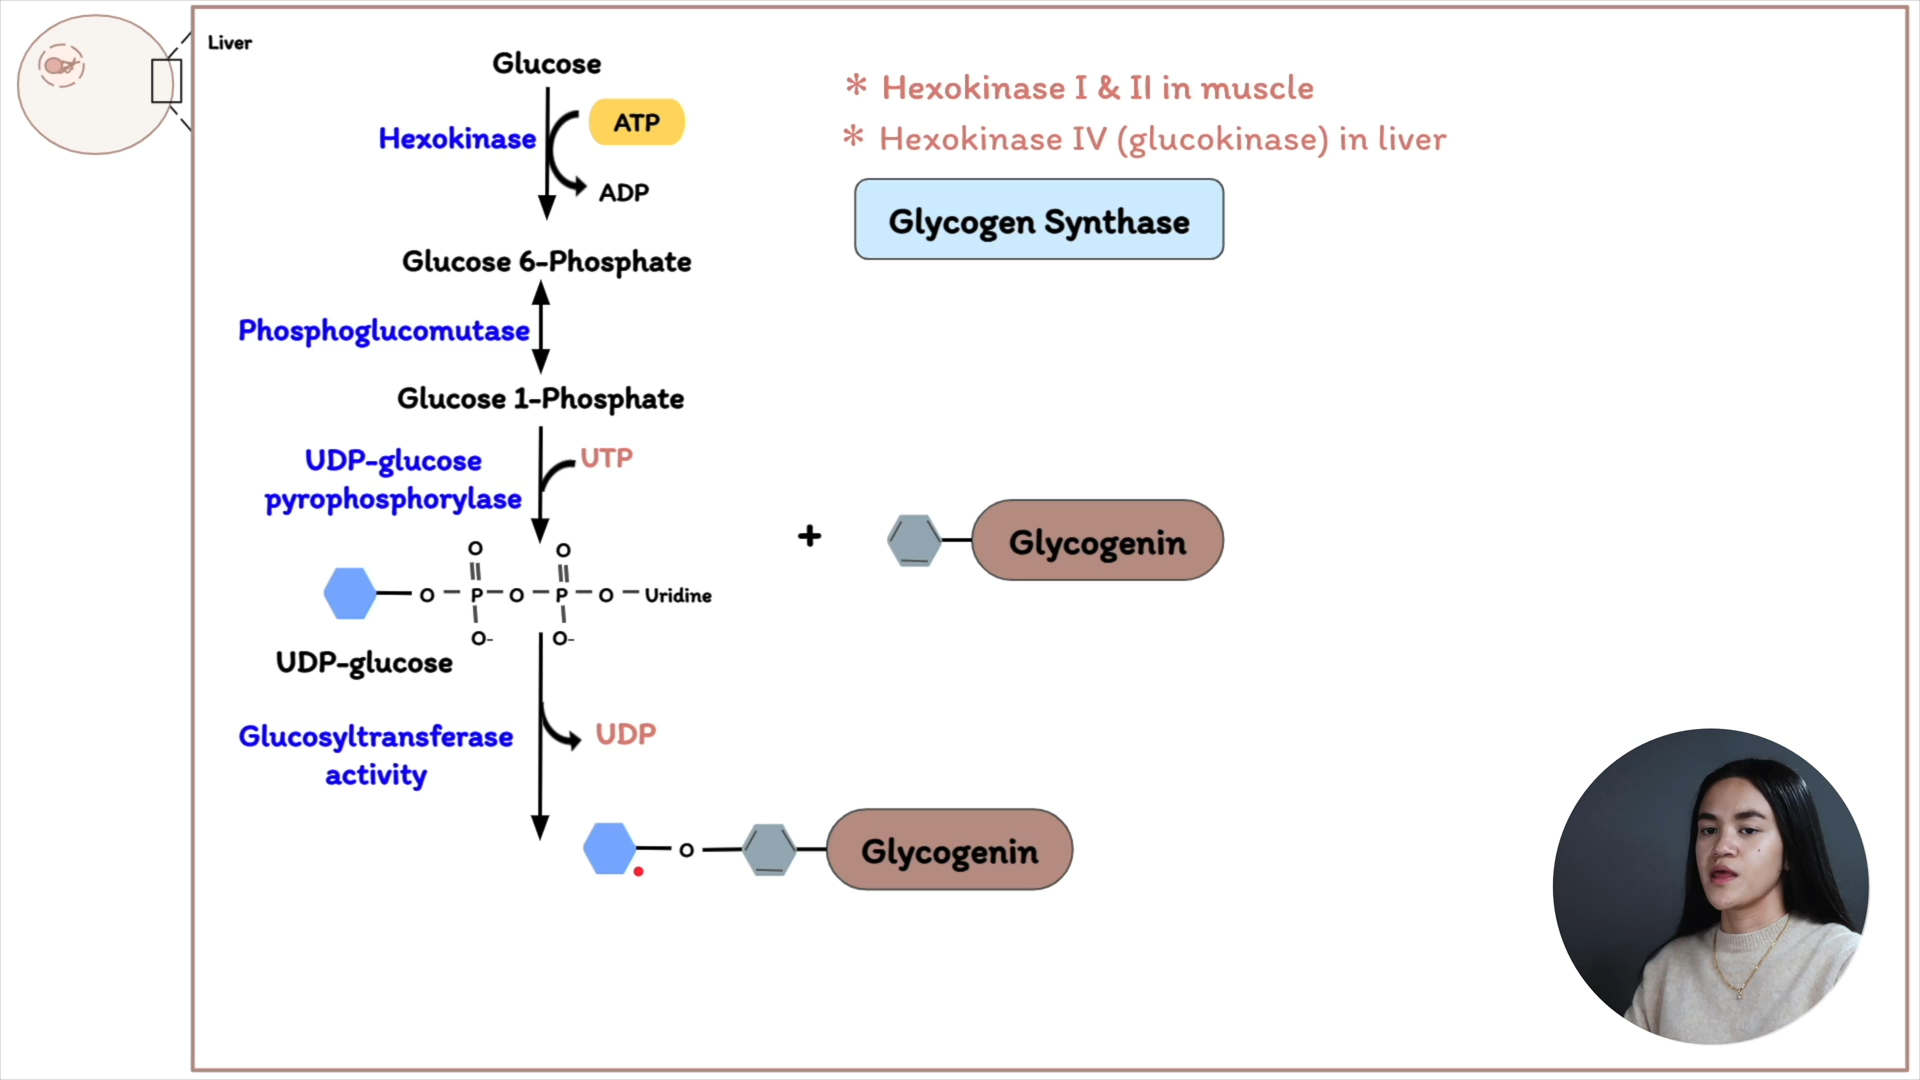 Liver
Glucose
* Hexokinase I & II in muscle
ATP
Hexokinase
* Hexokinase IV (glucokinase) in liver
ADP
Glycogen Synthase
Glucose 6-Phosphate
Phosphoglucomutase
Glucose 1-Phosphate
UDP-glucose
pyrophosphorylase
UTP
+
Glycogenin
O O
O - P - O - P - O - Uridine
O- O-
UDP-glucose
Glucosyltransferase
activity
UDP
O
Glycogenin